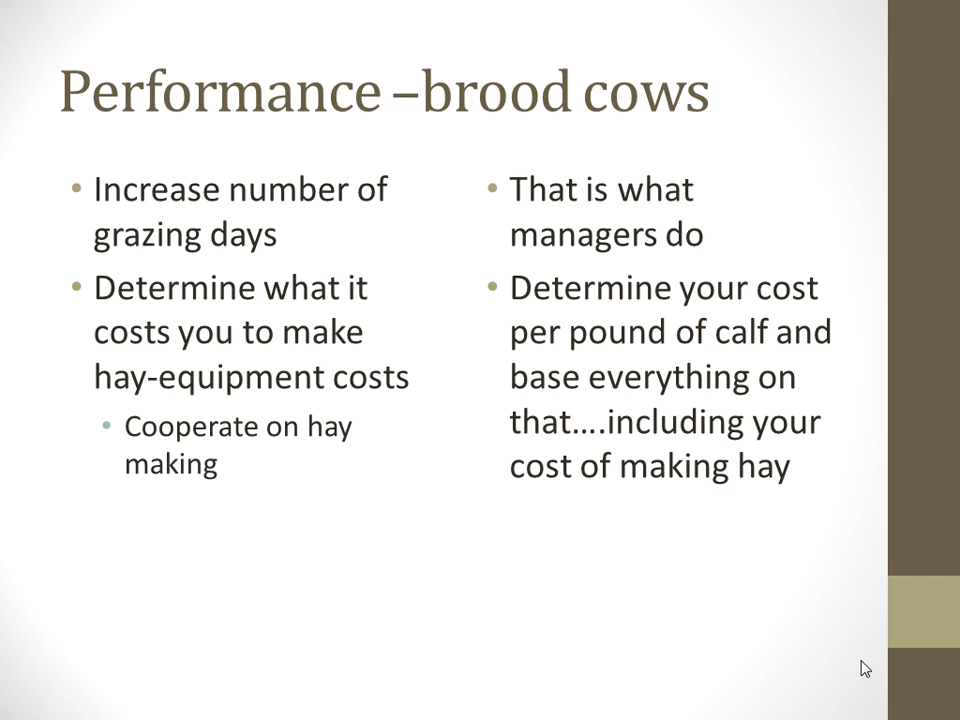 Performance –brood cows
• Increase number of
grazing days
• Determine what it
costs you to make
hay-equipment costs
• Cooperate on hay
making
• That is what
managers do
• Determine your cost
per pound of calf and
base everything on
that….including your
cost of making hay